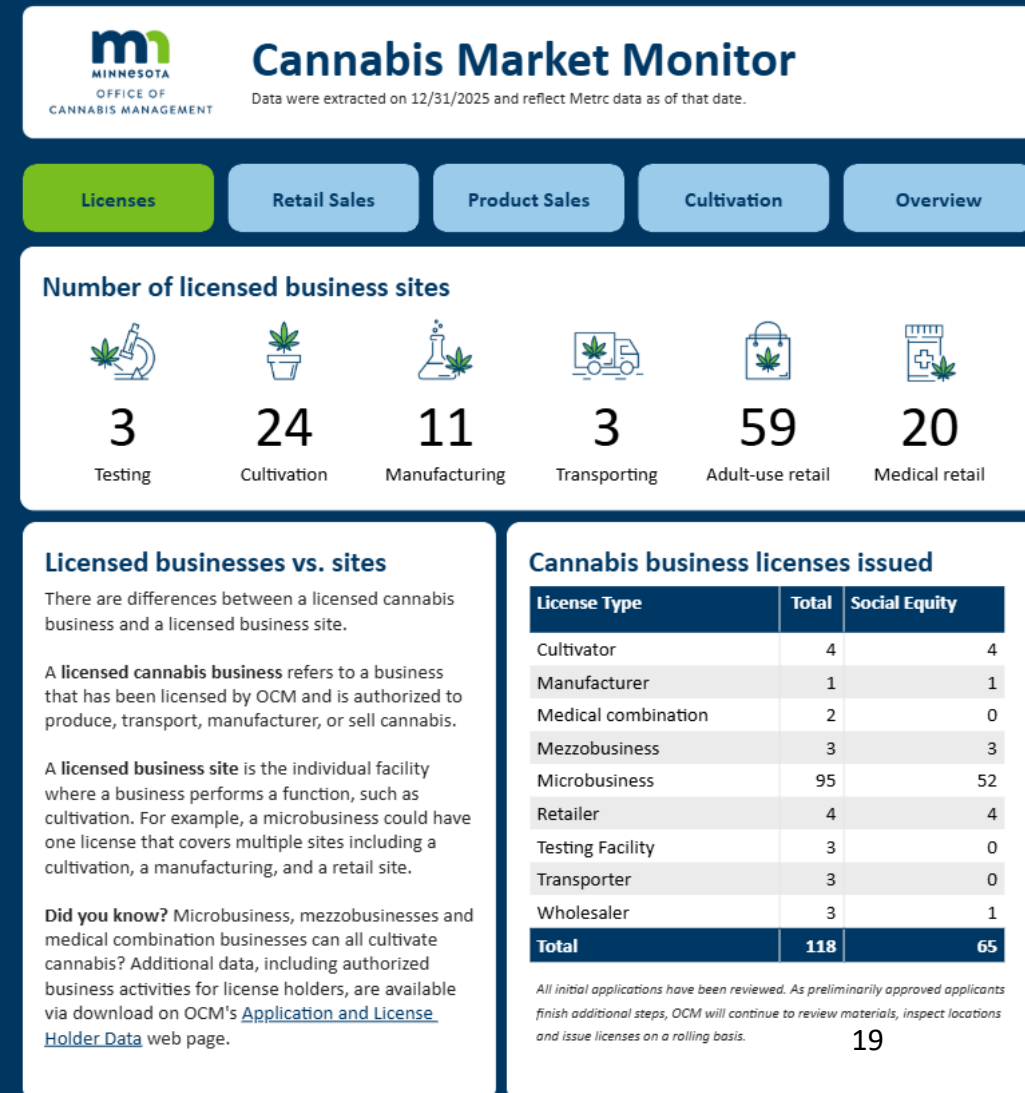 mn
MINNESOTA
OFFICE OF
CANNABIS MANAGEMENT
Cannabis Market Monitor
Data were extracted on 12/31/2025 and reflect Metrc data as of that date.
Licenses
Retail Sales
Product Sales
Cultivation
Overview
Number of licensed business sites
3
Testing
24
Cultivation
11
Manufacturing
3
Transporting
59
Adult-use retail
20
Medical retail
Licensed businesses vs. sites
There are differences between a licensed cannabis
business and a licensed business site.
A licensed cannabis business refers to a business
that has been licensed by OCM and is authorized to
produce, transport, manufacturer, or sell cannabis.
A licensed business site is the individual facility
where a business performs a function, such as
cultivation. For example, a microbusiness could have
one license that covers multiple sites including a
cultivation, a manufacturing, and a retail site.
Did you know? Microbusiness, mezzobusinesses and
medical combination businesses can all cultivate
cannabis? Additional data, including authorized
business activities for license holders, are available
via download on OCM's Application and License
Holder Data web page.
Cannabis business licenses issued
License Type Total Social Equity
Cultivator 4 4
Manufacturer 1 1
Medical combination 2 0
Mezzobusiness 3 3
Microbusiness 95 52
Retailer 4 4
Testing Facility 3 0
Transporter 3 0
Wholesaler 3 1
Total 118 65
All initial applications have been reviewed. As preliminarily approved applicants
finish additional steps, OCM will continue to review materials, inspect locations
and issue licenses on a rolling basis.
19